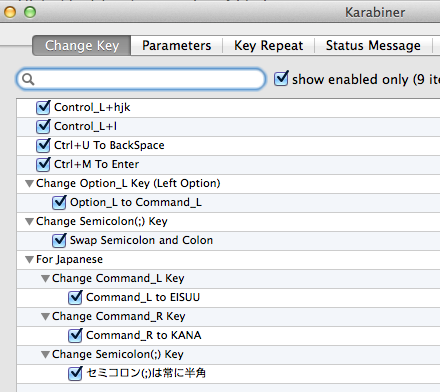 Karabiner
Change Key Parameters Key Repeat Status Message
show enabled only (9 ite
Control_L+hjk
Control_L+l
Ctrl+U To BackSpace
Ctrl+M To Enter
Change Option_L Key (Left Option)
Option_L to Command_L
Change Semicolon(;) Key
Swap Semicolon and Colon
For Japanese
Change Command_L Key
Command_L to EISUU
Change Command_R Key
Command_R to KANA
Change Semicolon(;) Key
セミコロン(;)は常に半角